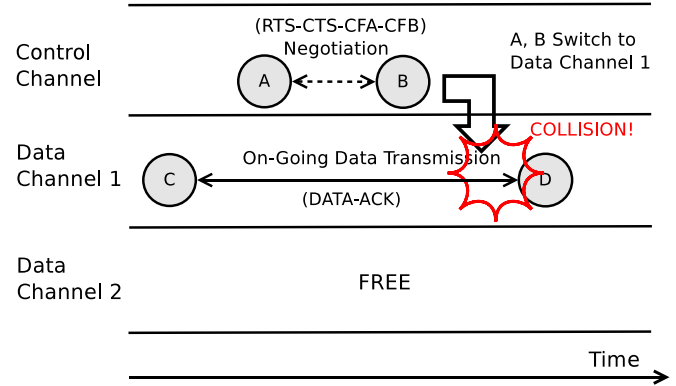 Control
Channel
(RTS-CTS-CFA-CFB)
Negotiation
A
B
A, B Switch to
Data Channel 1
COLLISION!
Data
Channel 1
C
On-Going Data Transmission
(DATA-ACK)
D
Data
Channel 2
FREE
Time